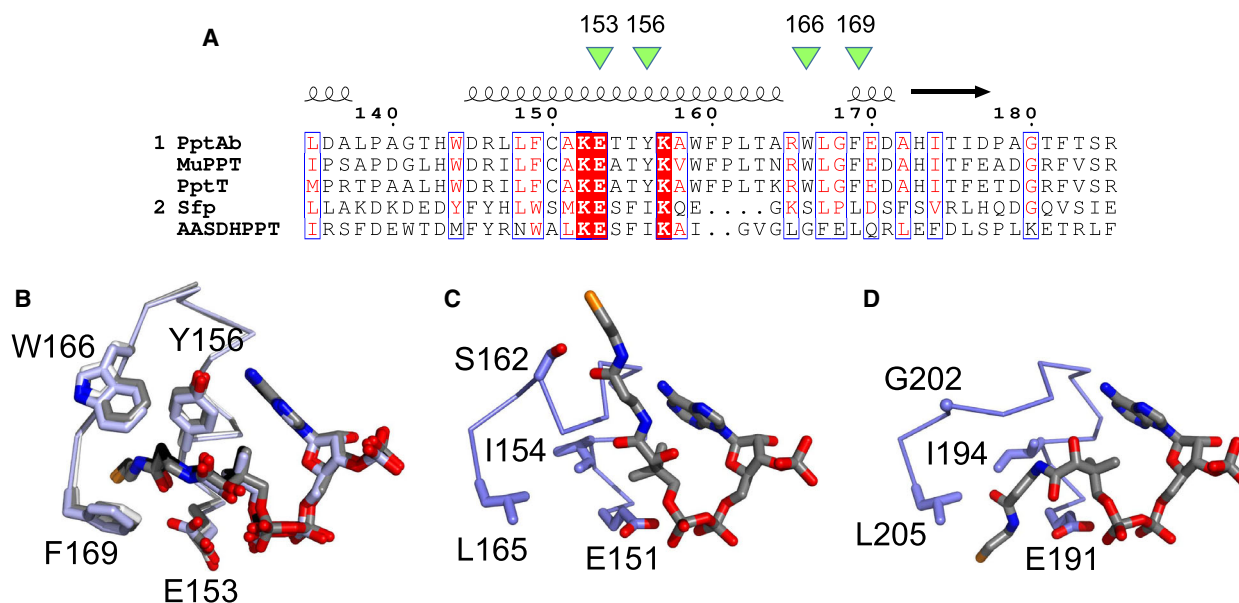 153 156 166 169
A
140 . 150 . 160 . 170 . 180 .
1 PptAb LDALPAGTHWDRLLFCAKETTYKAWFPLTARWLGFEDAHITIDPAGTFTSR
MuPPT IPSAPDGLHWDRILFCAKEATYKVWFPLTNRWLGFEDAHITFEADGRFVSR
PptT MPRTPAALHWDRILFCAKEATYKAWFPLTKRWLGFEDAHITFETDGRFVSR
2 Sfp LLAKDKDEDYFYHLWSMKESFIKQE....GKSLPLDSFSVRLHQDGQVSIE
AASDHPPT IRSFDEWTDMFYRNWALKESFIKAI..GVGLGFELQRLEFDLSPLKETRLF
B
W166
Y156
F169
E153
C
S162
I154
L165
E151
D
G202
I194
L205
E191